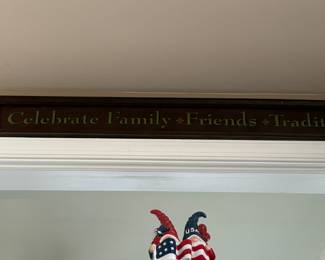 Celebrate Family ❖ Friends ❖ Tradit
USA